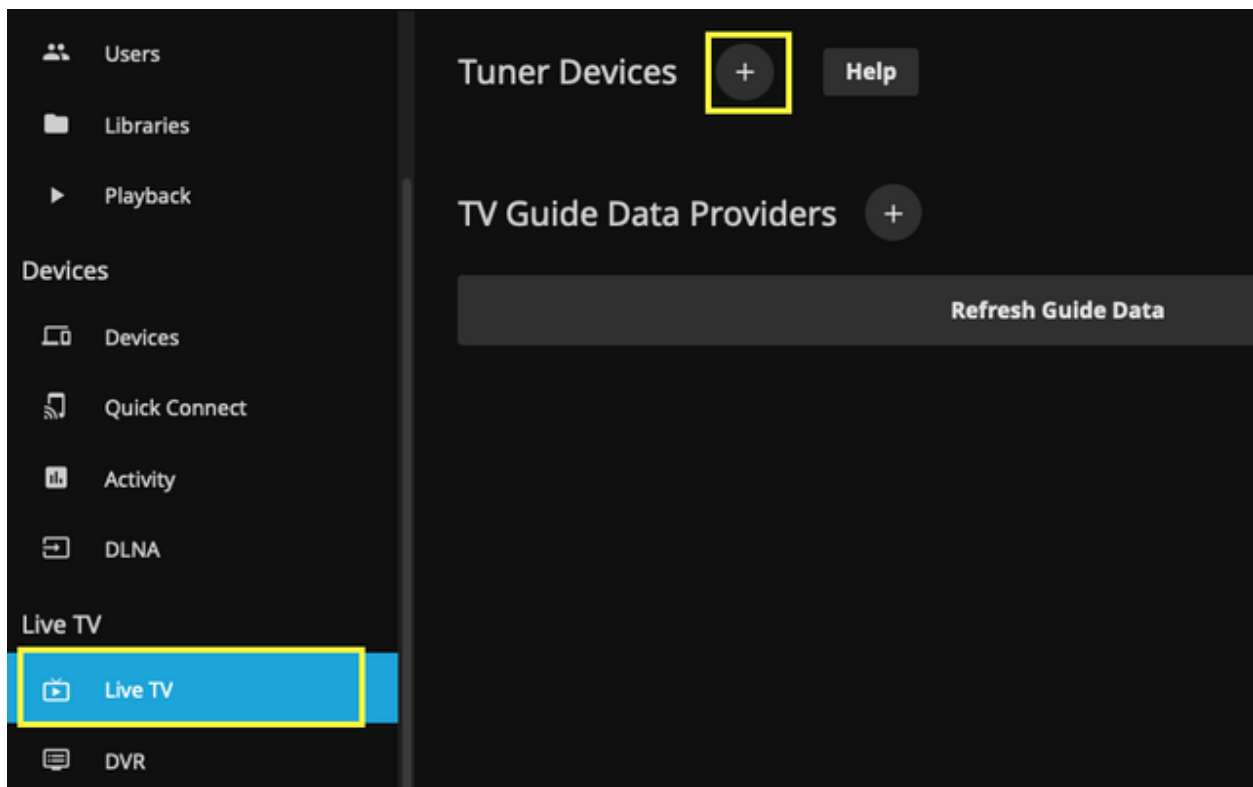 Users
Libraries
Playback
Devices
Devices
Quick Connect
Activity
DLNA
Live TV
Live TV
DVR
Tuner Devices + Help
TV Guide Data Providers +
Refresh Guide Data